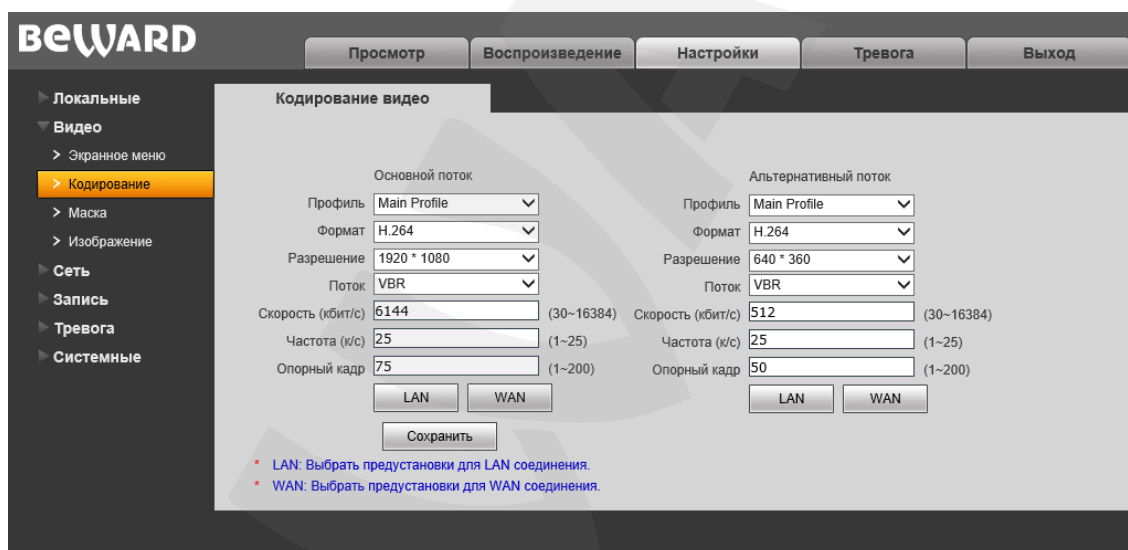 BEWARD
Просмотр Воспроизведение Настройки Тревога Выход
Локальные
Видео
> Экранное меню
> Кодирование
> Маска
> Изображение
Сеть
Запись
Тревога
Системные
Кодирование видео
Основной поток
Профиль Main Profile
Формат H.264
Разрешение 1920 * 1080
Поток VBR
Скорость (кбит/с) 6144 (30~16384)
Частота (к/с) 25 (1~25)
Опорный кадр 75 (1~200)
LAN WAN
Альтернативный поток
Профиль Main Profile
Формат H.264
Разрешение 640 * 360
Поток VBR
Скорость (кбит/с) 512 (30~16384)
Частота (к/с) 25 (1~25)
Опорный кадр 50 (1~200)
LAN WAN
Сохранить
* LAN: Выбрать предустановки для LAN соединения.
* WAN: Выбрать предустановки для WAN соединения.